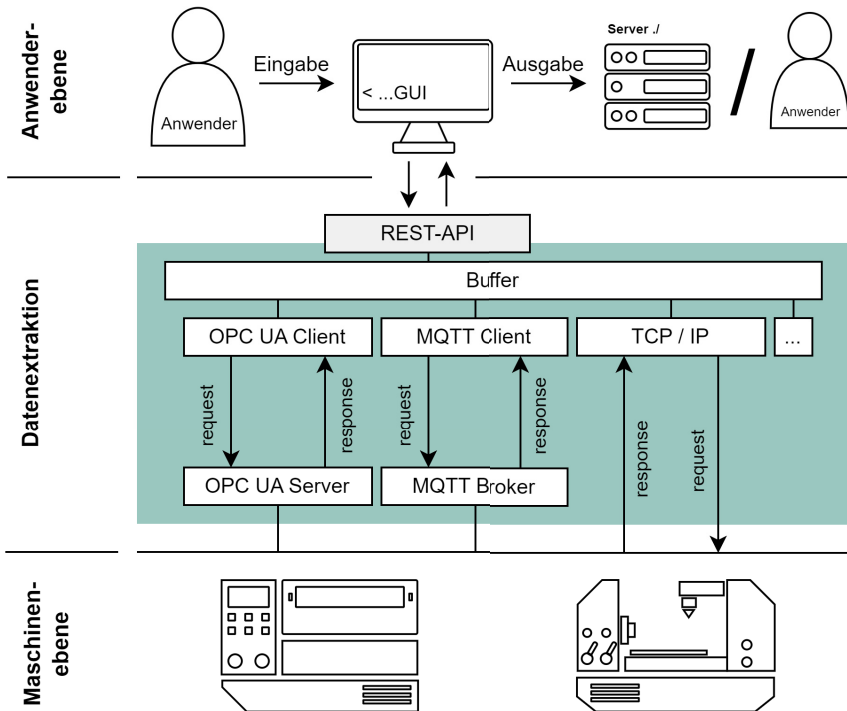 Anwender-
ebene
Anwender
Eingabe
< ...GUI
Ausgabe
Server ./
Anwender
Datenextraktion
REST-API
Buffer
OPC UA Client
MQTT Client
TCP / IP
...
request
response
request
response
response
request
OPC UA Server
MQTT Broker
Maschinen-
ebene